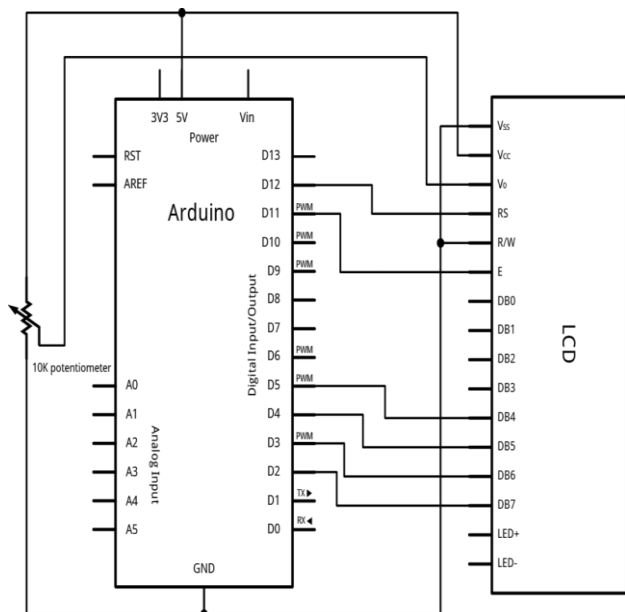 3V3 5V Vin
Power
RST
AREF
Arduino
10K potentiometer
A0
A1
A2
A3
A4
A5
Analog Input
GND
D13
D12
D11 PWM
D10 PWM
D9 PWM
D8
D7
D6 PWM
D5 PWM
D4
D3 PWM
D2
D1 TX▶
D0 RX◀
Digital Input/Output
Vss
Vcc
V0
RS
R/W
E
DB0
DB1
DB2
DB3
DB4
DB5
DB6
DB7
LED+
LED-
LCD